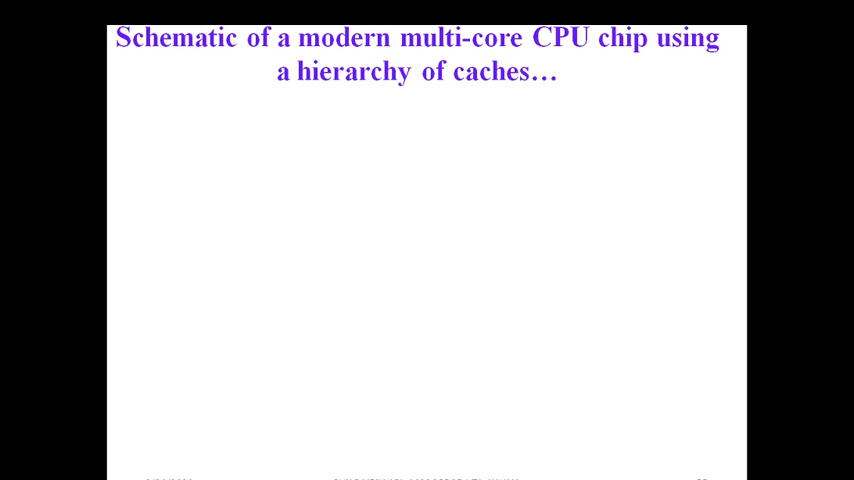 Schematic of a modern multi-core CPU chip using
a hierarchy of caches…